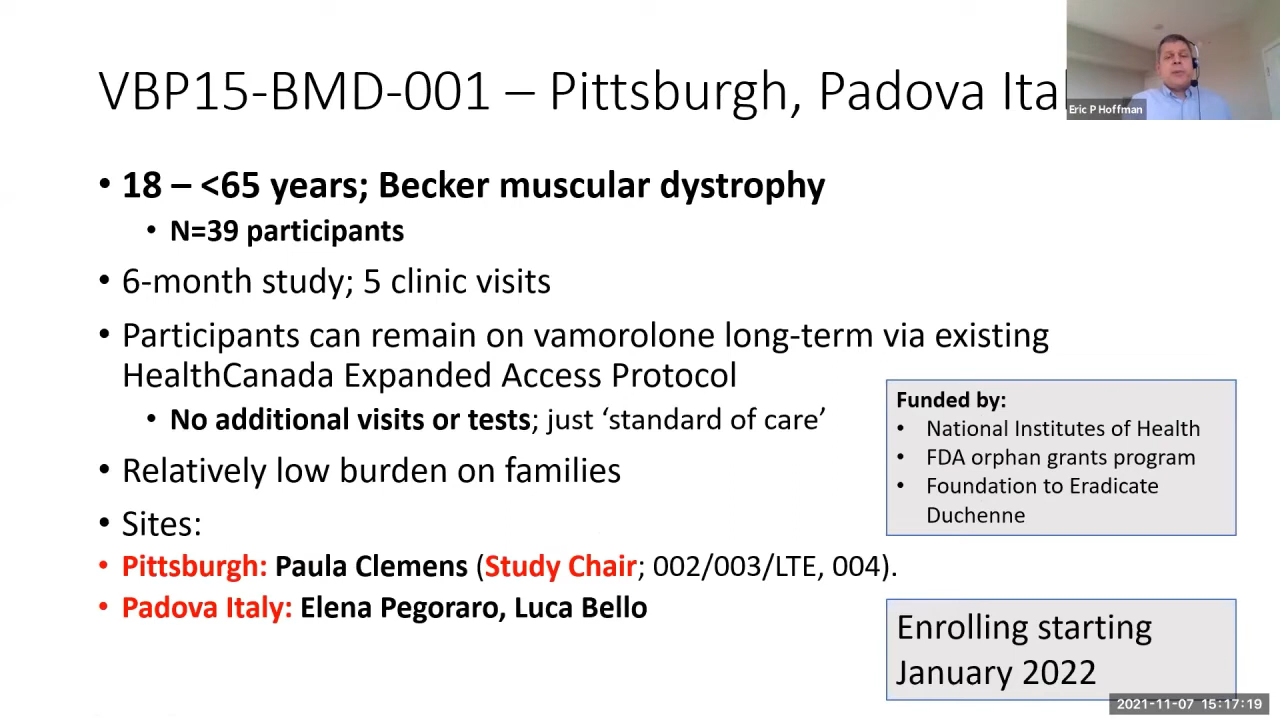 VBP15-BMD-001 – Pittsburgh, Padova Ita
Eric P Hoffman
• 18 – <65 years; Becker muscular dystrophy
• N=39 participants
• 6-month study; 5 clinic visits
• Participants can remain on vamorolone long-term via existing
HealthCanada Expanded Access Protocol
• No additional visits or tests; just ‘standard of care’
• Relatively low burden on families
• Sites:
• Pittsburgh: Paula Clemens (Study Chair; 002/003/LTE, 004).
• Padova Italy: Elena Pegoraro, Luca Bello
Funded by:
• National Institutes of Health
• FDA orphan grants program
• Foundation to Eradicate
Duchenne
Enrolling starting
January 2022
2021-11-07 15:17:19